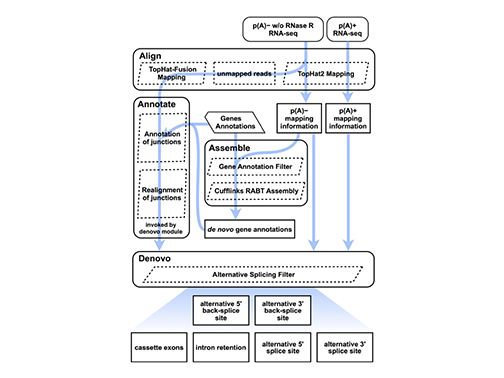 p(A)− w/o RNase R
RNA-seq
p(A)+
RNA-seq
Align
TopHat-Fusion
Mapping
unmapped reads
TopHat2 Mapping
Annotate
Annotation
of junctions
Realignment
of junctions
invoked by
denovo module
Genes
Annotations
p(A)−
mapping
information
p(A)+
mapping
information
Assemble
Gene Annotation Filter
Cufflinks RABT Assembly
de novo gene annotations
Denovo
Alternative Splicing Filter
alternative 5'
back-splice
site
alternative 3'
back-splice
site
cassette exons
intron retention
alternative 5'
splice site
alternative 3'
splice site